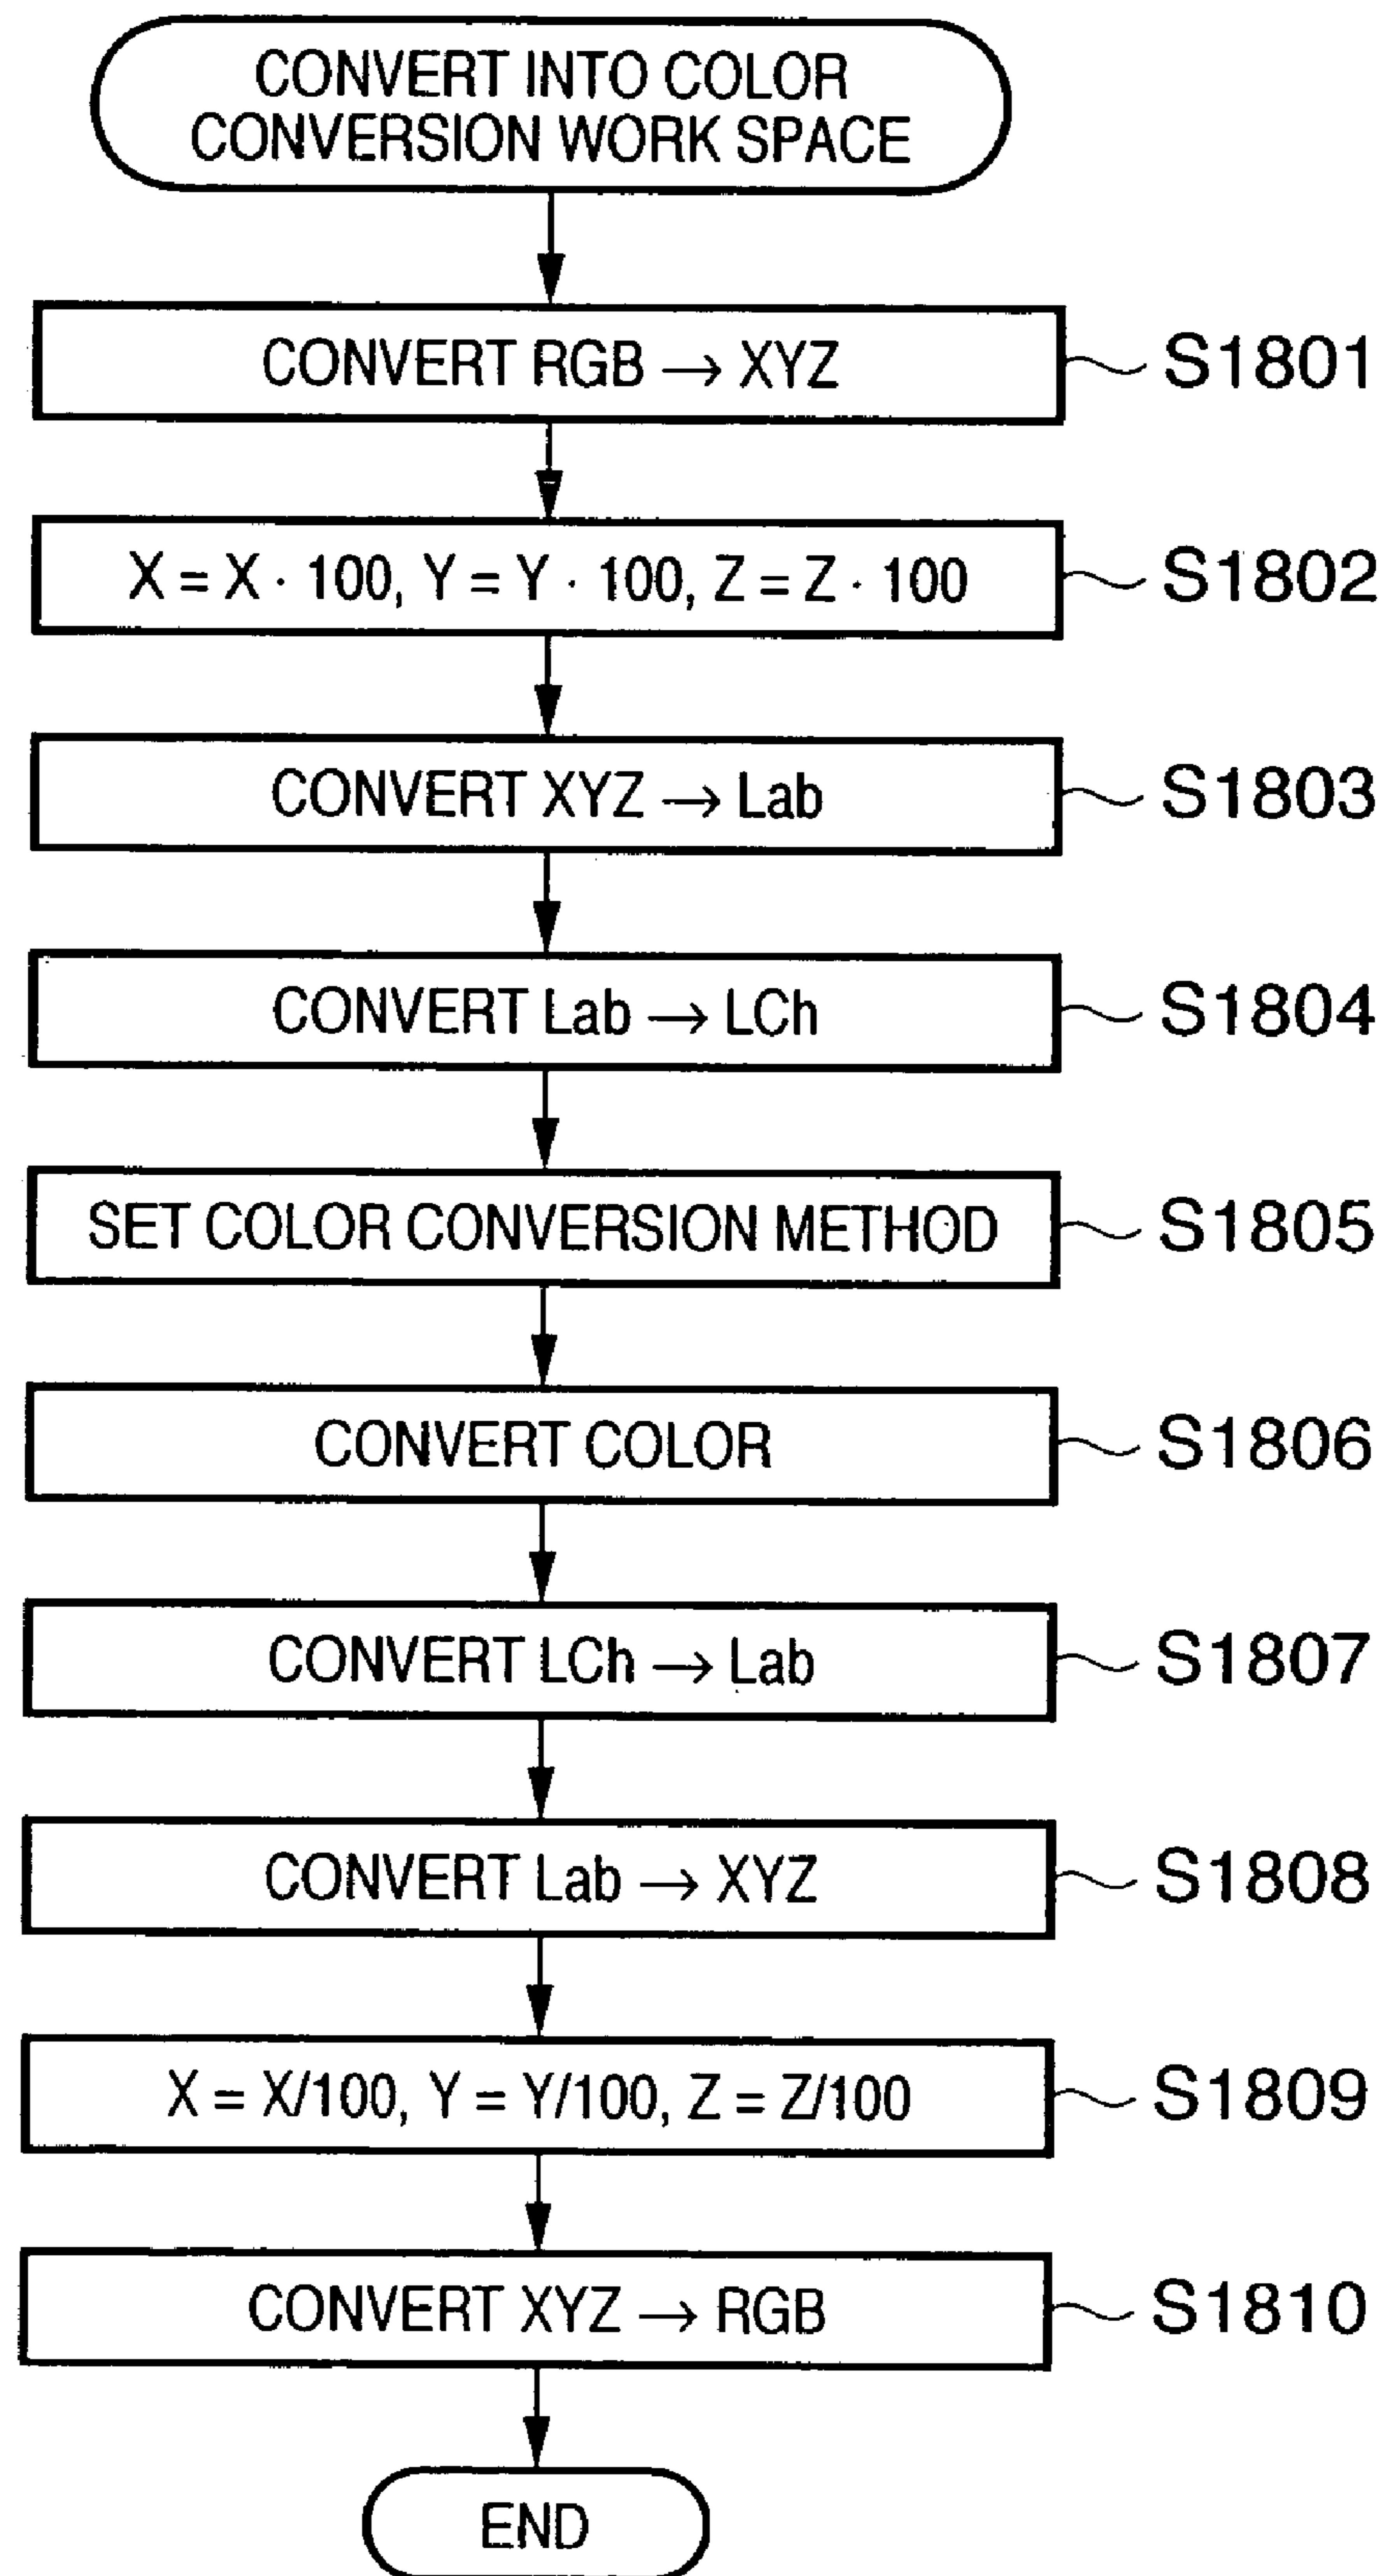 CONVERT INTO COLOR
CONVERSION WORK SPACE
CONVERT RGB → XYZ
S1801
X = X · 100, Y = Y · 100, Z = Z · 100
S1802
CONVERT XYZ → Lab
S1803
CONVERT Lab → LCh
S1804
SET COLOR CONVERSION METHOD
S1805
CONVERT COLOR
S1806
CONVERT LCh → Lab
S1807
CONVERT Lab → XYZ
S1808
X = X/100, Y = Y/100, Z = Z/100
S1809
CONVERT XYZ → RGB
S1810
END